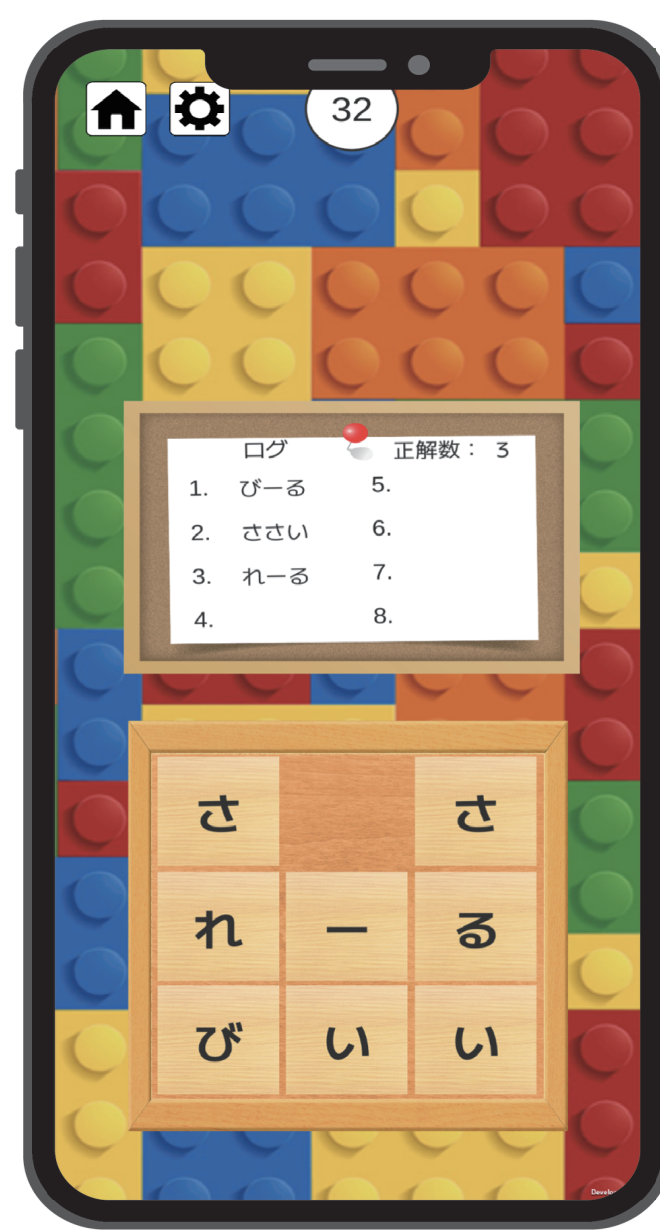 32
ログ 正解数： 3
1. びーる 5.
2. ささい 6.
3. れーる 7.
4. 8.
さ さ
れ ー る
び い い